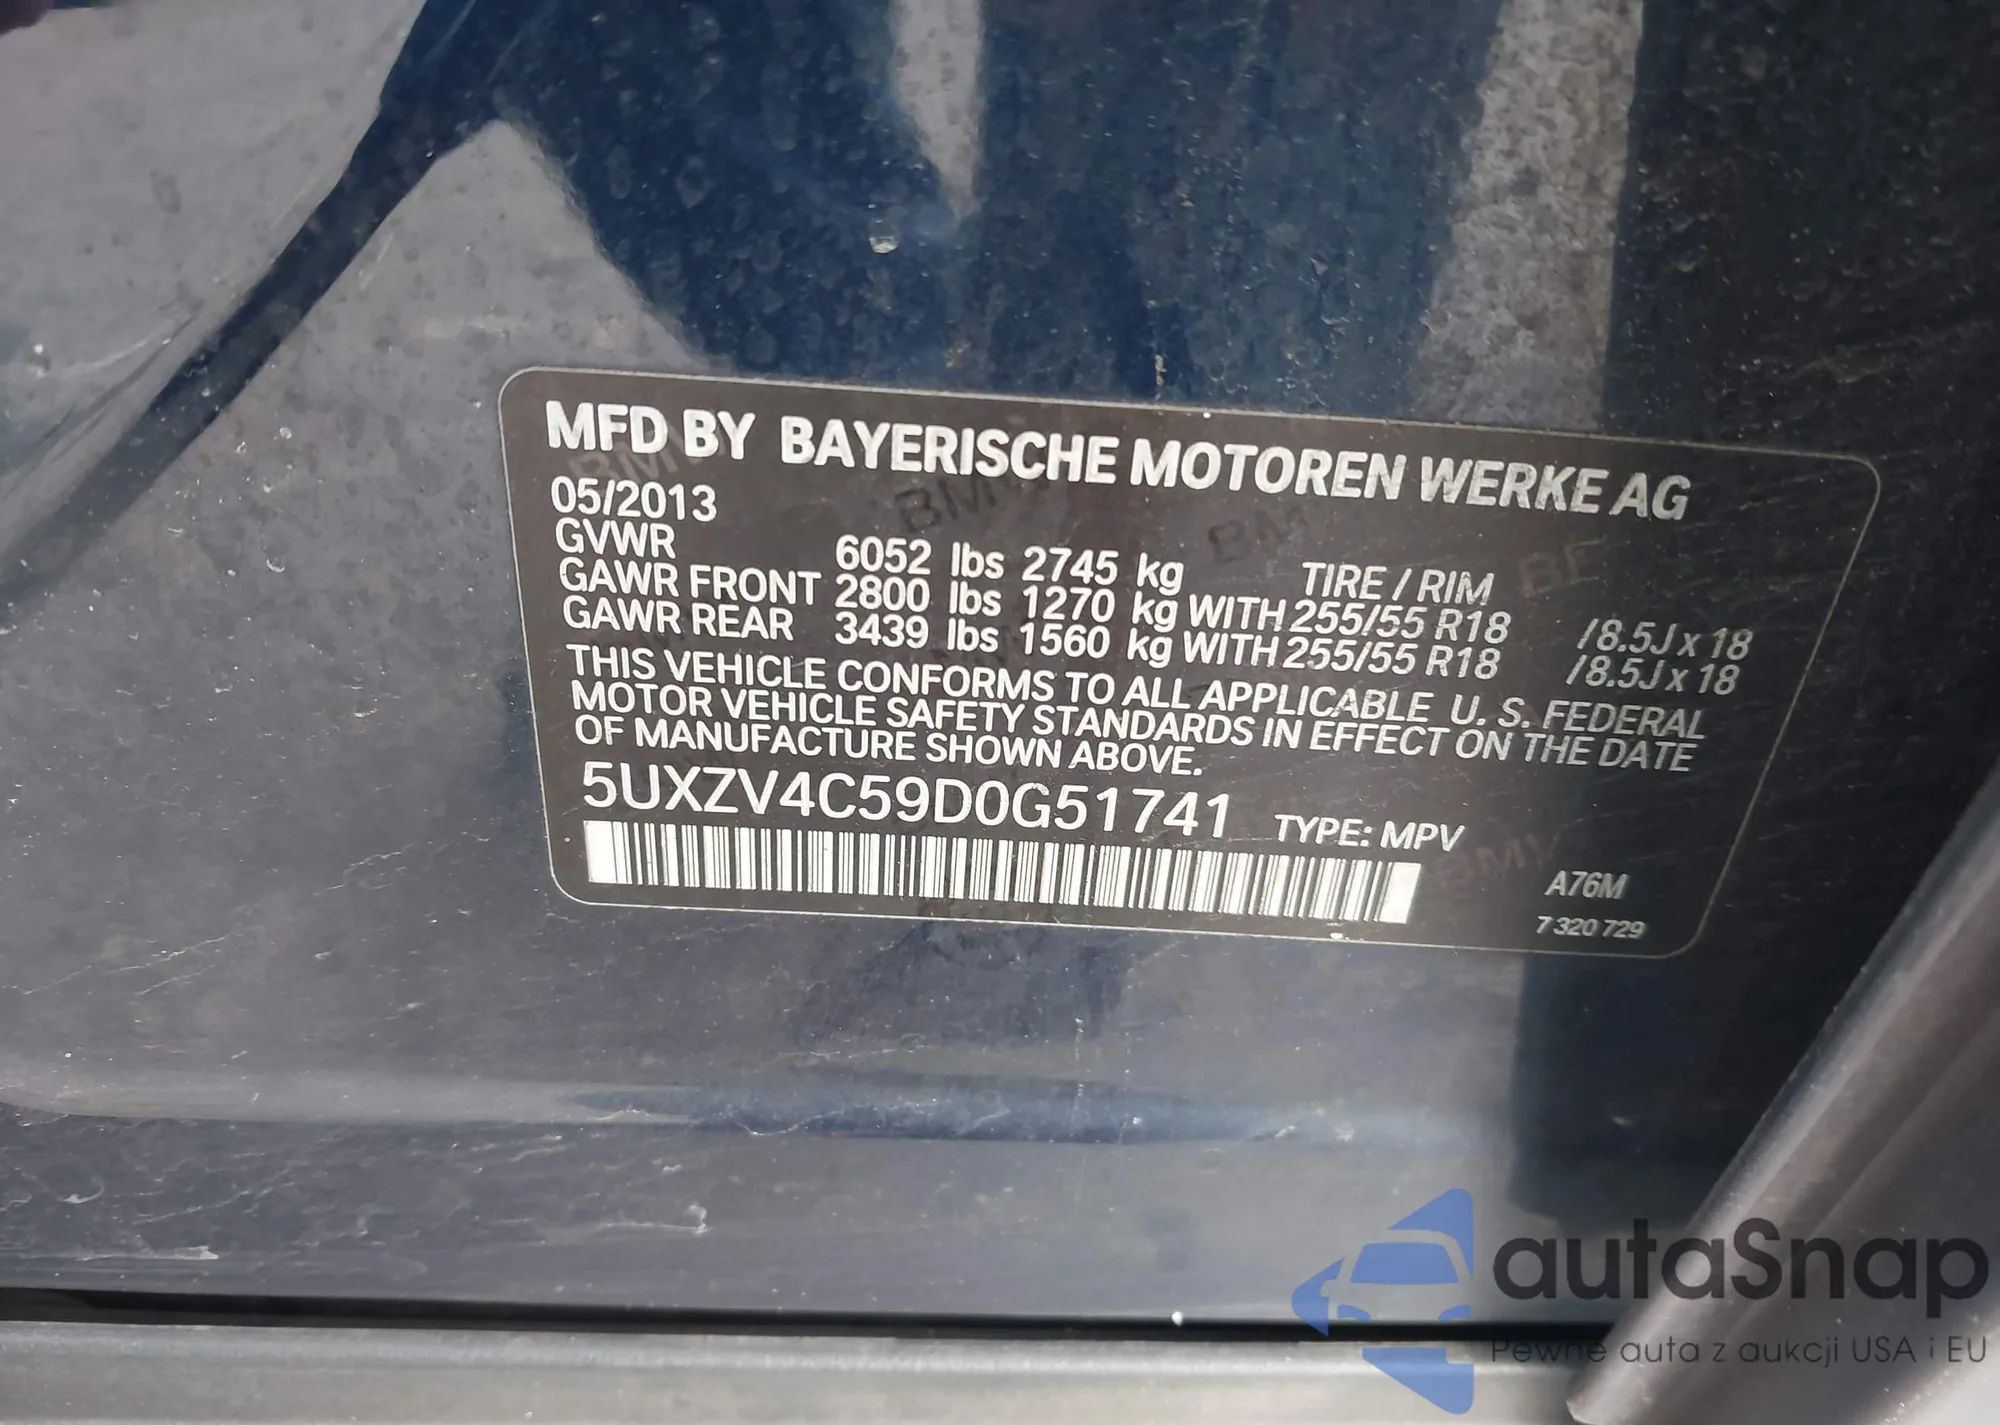 MFD BY BAYERISCHE MOTOREN WERKE AG
05/2013
GVWR 6052 lbs 2745 kg TIRE / RIM
GAWR FRONT 2800 lbs 1270 kg WITH 255/55 R18 /8.5J x 18
GAWR REAR 3439 lbs 1560 kg WITH 255/55 R18 /8.5J x 18
THIS VEHICLE CONFORMS TO ALL APPLICABLE U. S. FEDERAL
MOTOR VEHICLE SAFETY STANDARDS IN EFFECT ON THE DATE
OF MANUFACTURE SHOWN ABOVE.
5UXZV4C59D0G51741 TYPE: MPV
A76M
7 320 729
autaSnap
Pewne auta z aukcji USA i EU